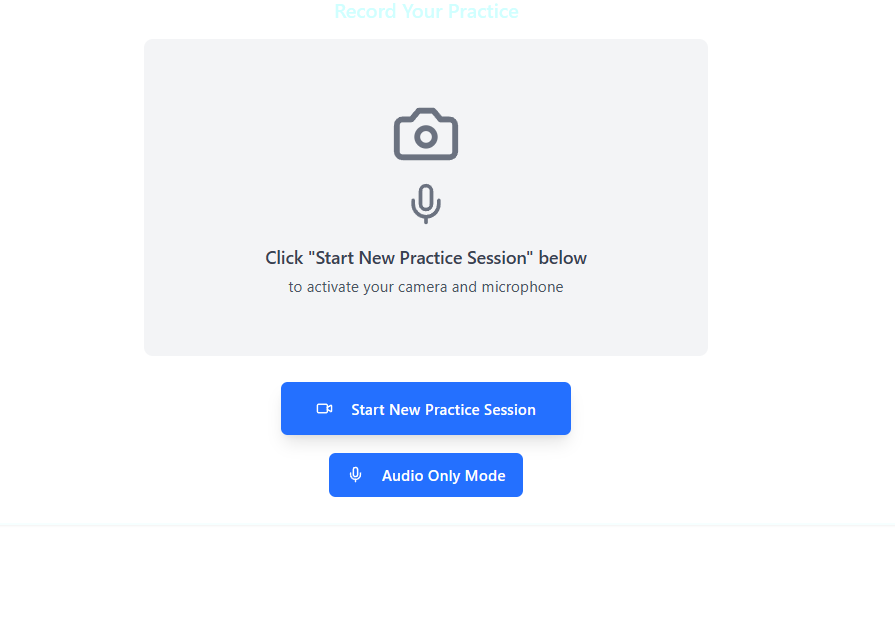 Record Your Practice
Click "Start New Practice Session" below
to activate your camera and microphone
Start New Practice Session
Audio Only Mode